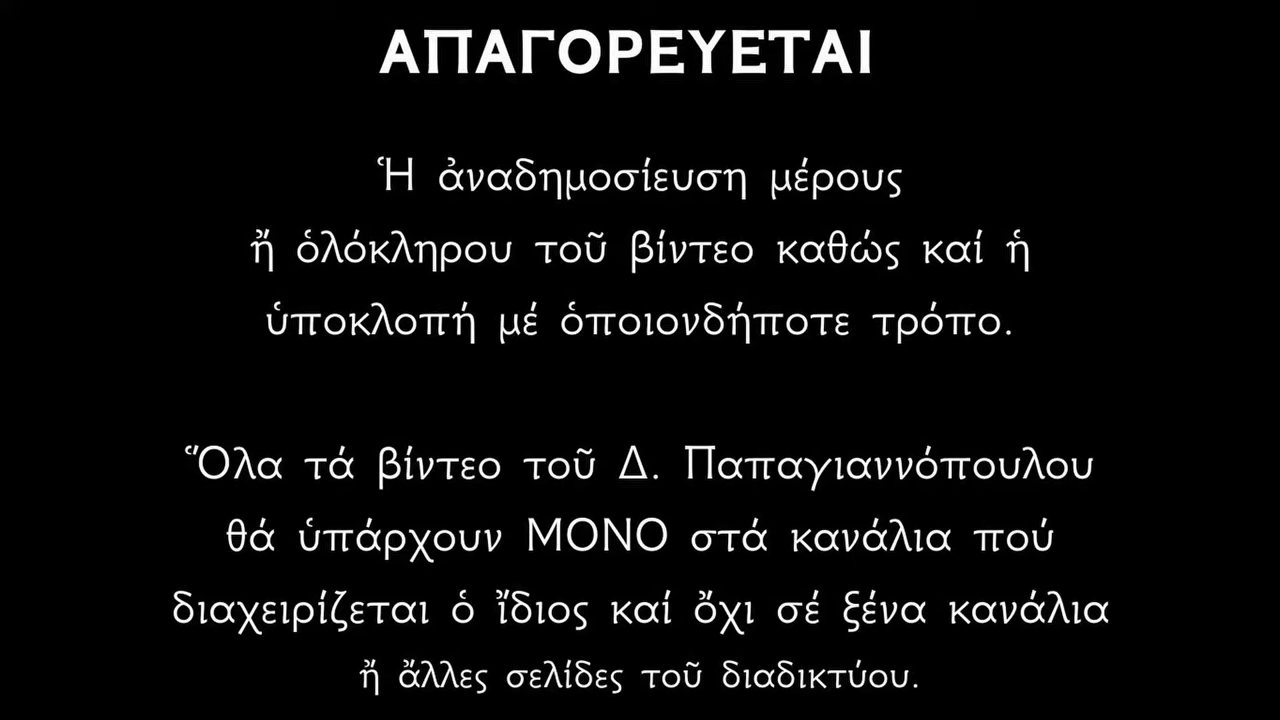 ΑΠΑΓΟΡΕΥΕΤΑΙ
Ἡ ἀναδημοσίευση μέρους
ἤ ὁλόκληρου τοῦ βίντεο καθώς καί ἡ
ὑποκλοπή μέ ὁποιονδήποτε τρόπο.
Ὅλα τά βίντεο τοῦ Δ. Παπαγιαννόπουλου
θά ὑπάρχουν ΜΟΝΟ στά κανάλια πού
διαχειρίζεται ὁ ἴδιος καί ὄχι σέ ξένα κανάλια
ἤ ἄλλες σελίδες τοῦ διαδικτύου.